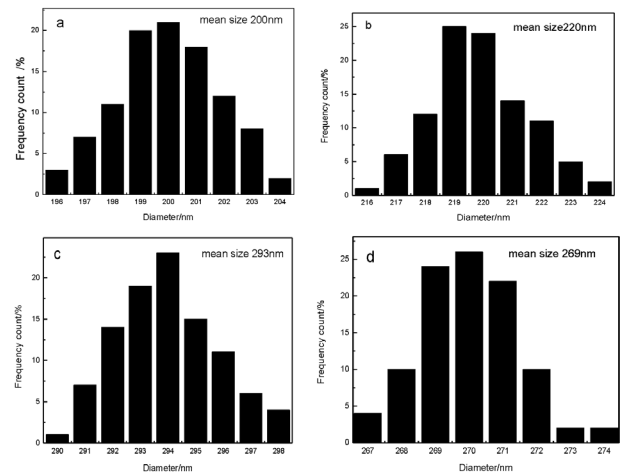 a
mean size 200nm
Frequency count /%
20
15
10
5
0
196 197 198 199 200 201 202 203 204
Diameter/nm
b
mean size220nm
Frequency count/%
25
20
15
10
5
0
216 217 218 219 220 221 222 223 224
Diameter/nm
c
mean size 293nm
Frequency count/%
20
15
10
5
0
290 291 292 293 294 295 296 297 298
Diameter/nm
d
mean size 269nm
Frequency count/%
25
20
15
10
5
0
267 268 269 270 271 272 273 274
Diameter/nm